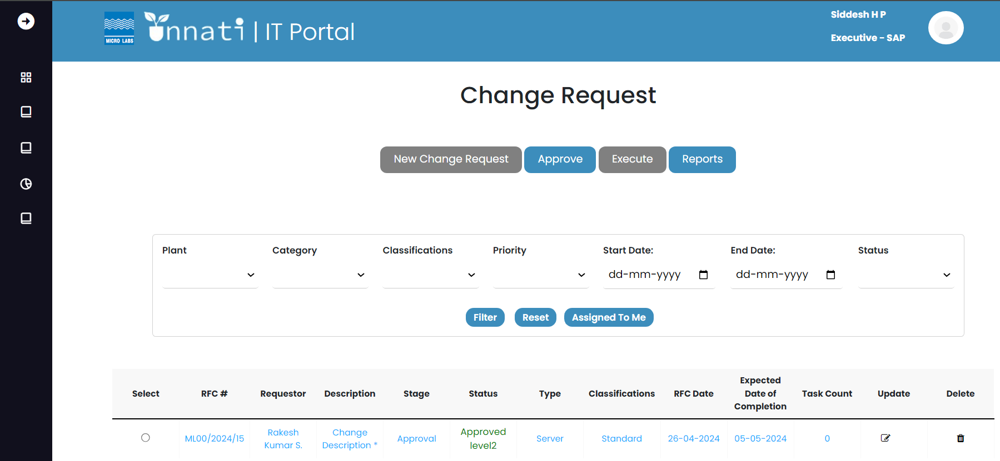 MICRO LABS
Unnati | IT Portal
Siddesh H P
Executive - SAP
Change Request
New Change Request
Approve
Execute
Reports
Plant
Category
Classifications
Priority
Start Date:
End Date:
Status
dd-mm-yyyy
dd-mm-yyyy
Filter
Reset
Assigned To Me
Select
RFC #
Requestor
Description
Stage
Status
Type
Classifications
RFC Date
Expected
Date of
Completion
Task Count
Update
Delete
ML00/2024/15
Rakesh
Kumar S.
Change
Description *
Approval
Approved
level2
Server
Standard
26-04-2024
05-05-2024
0